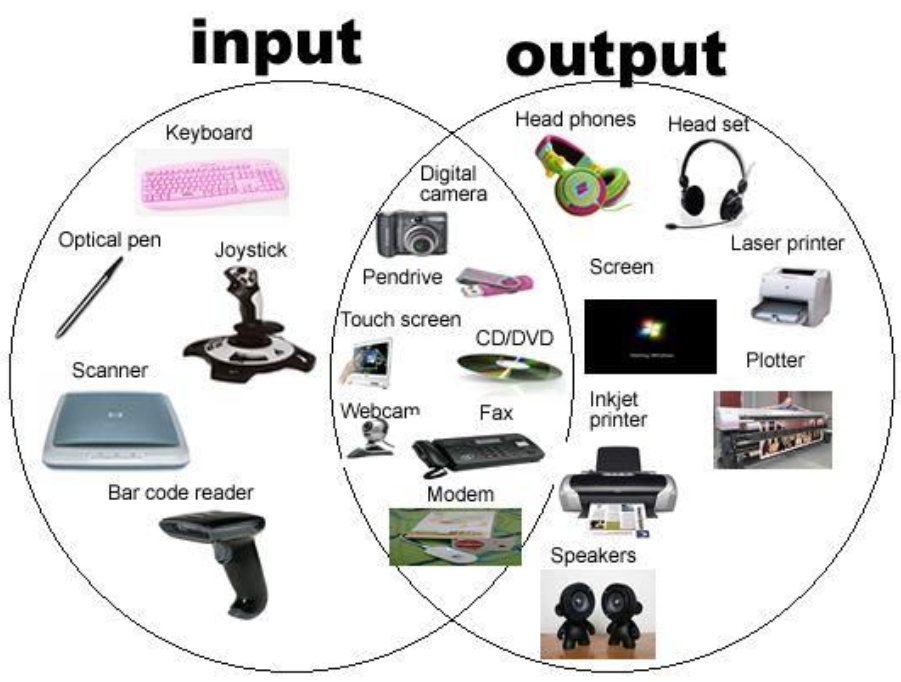 input
output
Keyboard
Head phones
Head set
Digital
camera
Optical pen
Joystick
Laser printer
Pendrive
Screen
Touch screen
CD/DVD
Scanner
Plotter
Webcam
Fax
Inkjet
printer
Bar code reader
Modem
Speakers